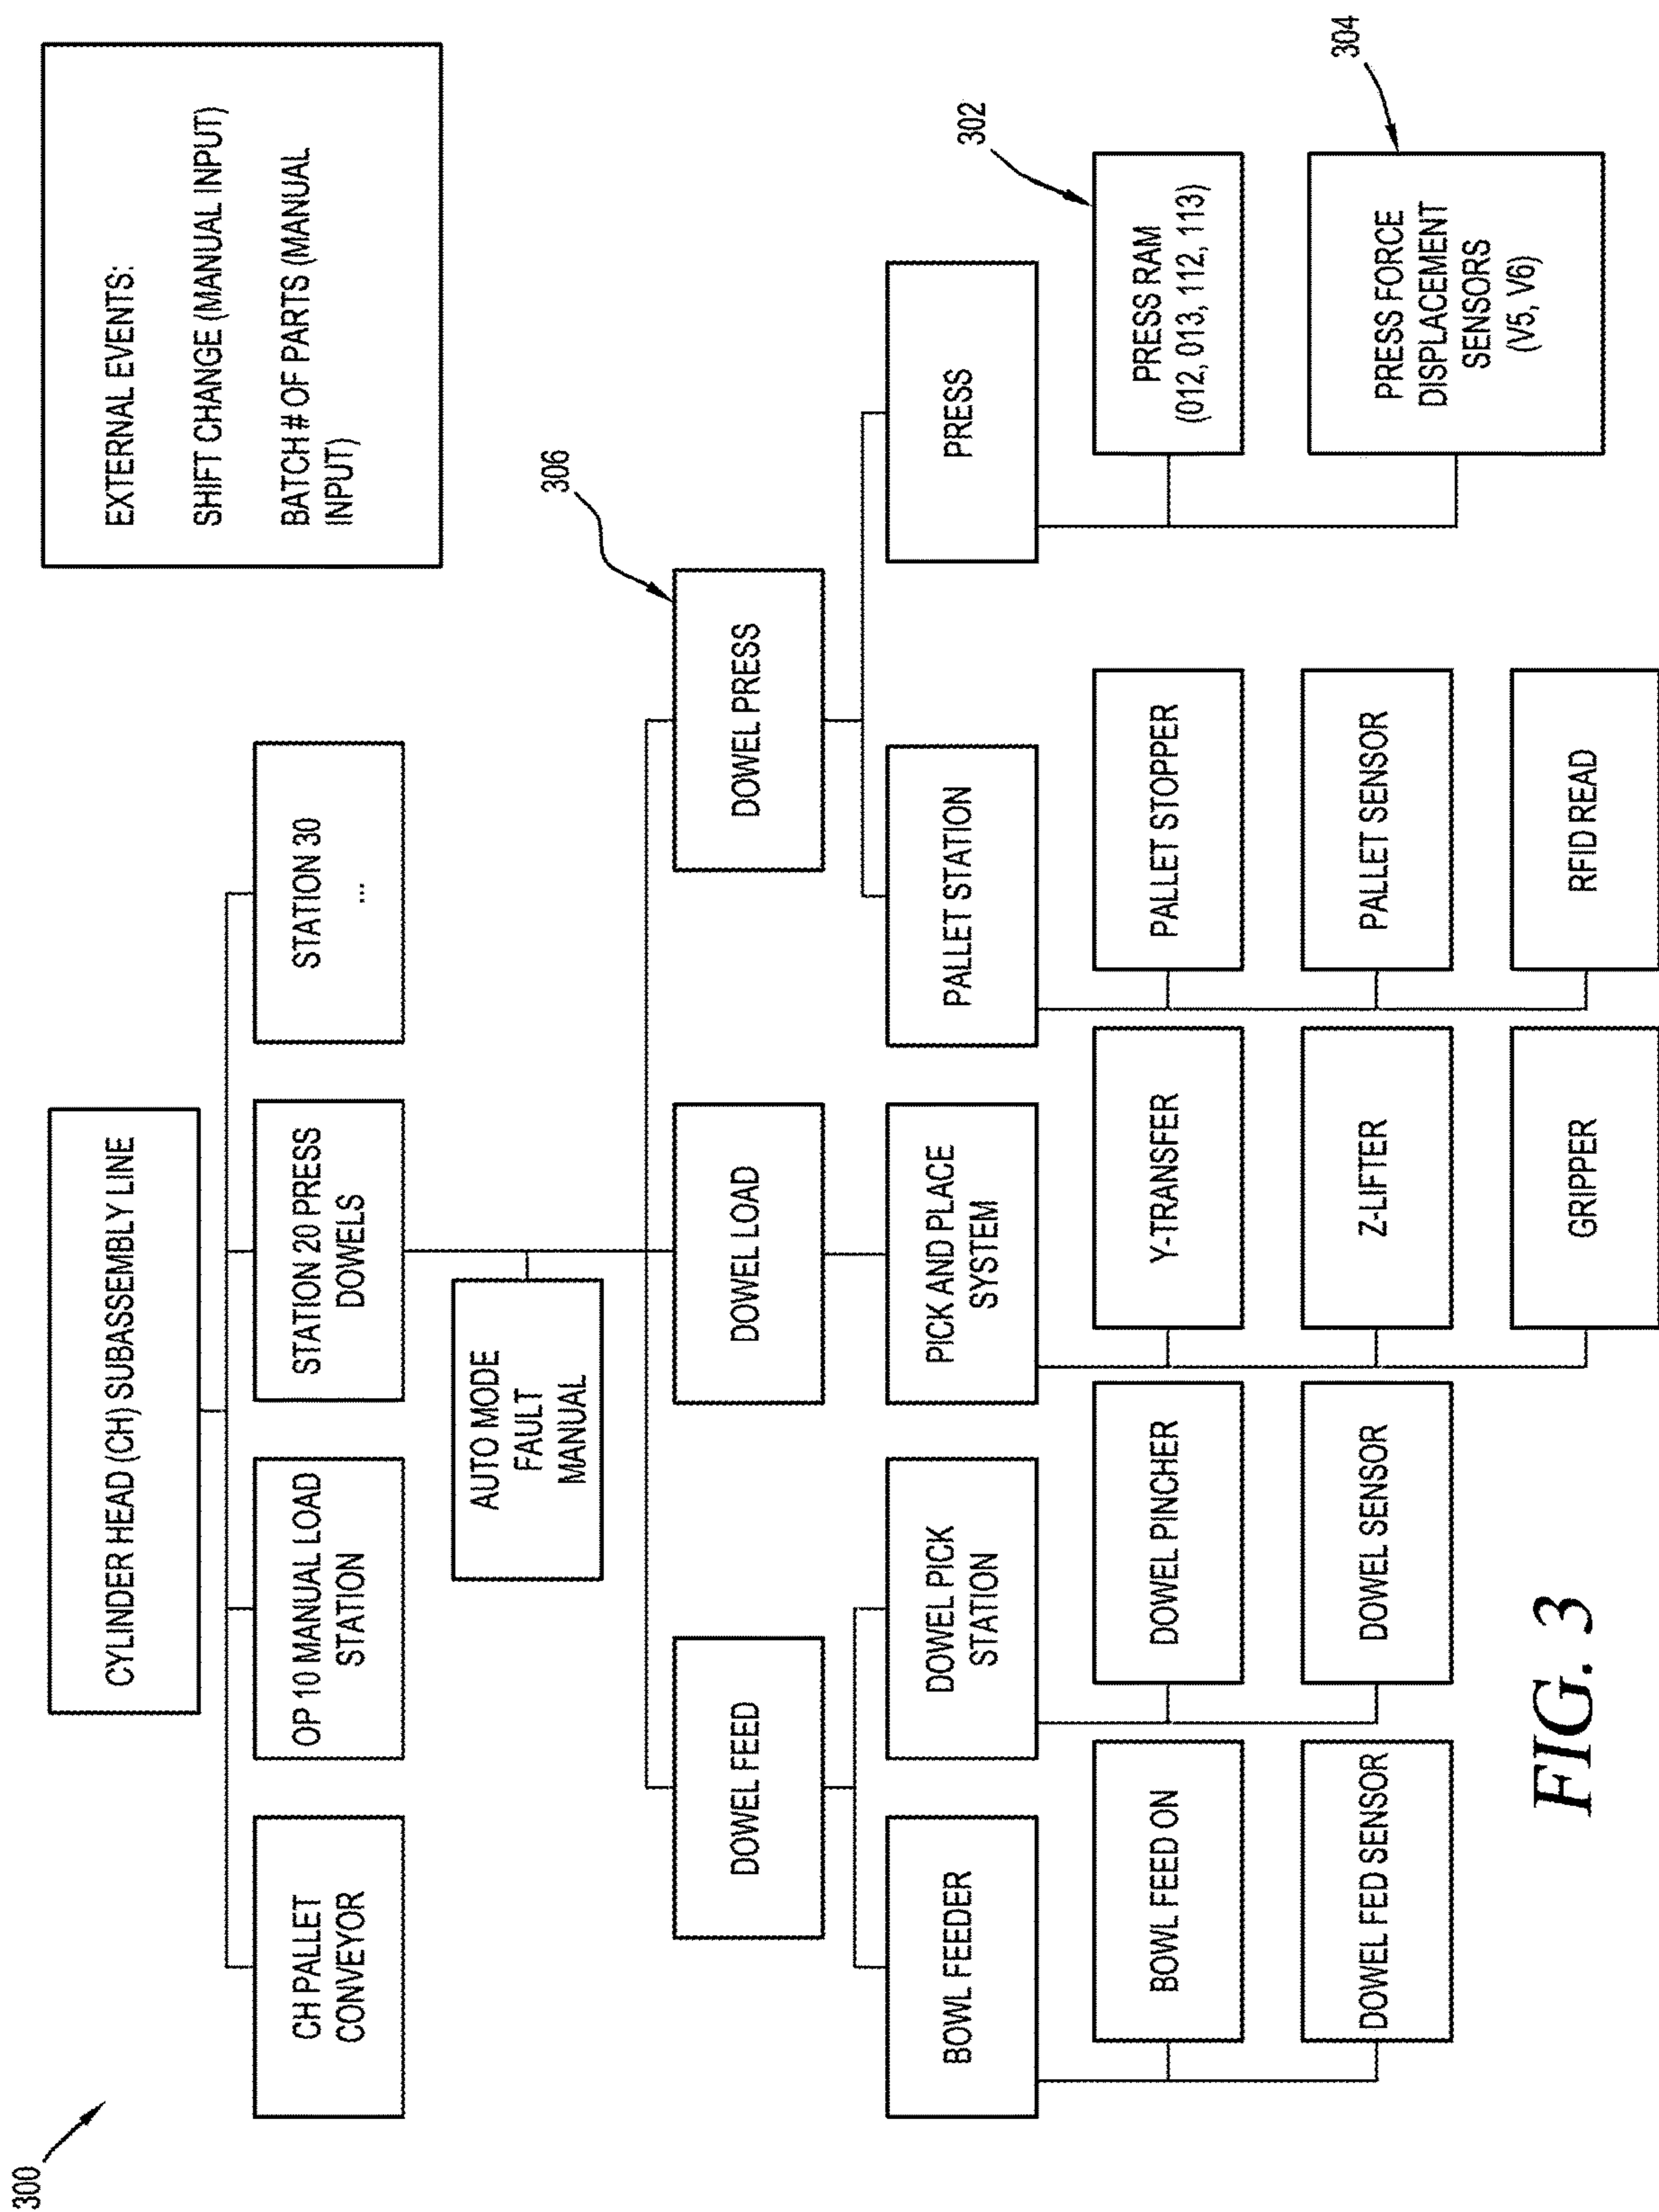 300
CYLINDER HEAD (CH) SUBASSEMBLY LINE
EXTERNAL EVENTS:
SHIFT CHANGE (MANUAL INPUT)
BATCH # OF PARTS (MANUAL
INPUT)
CH PALLET
CONVEYOR
OP 10 MANUAL LOAD
STATION
STATION 20 PRESS
DOWELS
STATION 30
...
AUTO MODE
FAULT
MANUAL
306
DOWEL FEED
DOWEL LOAD
DOWEL PRESS
BOWL FEEDER
DOWEL PICK
STATION
PICK AND PLACE
SYSTEM
PALLET STATION
PRESS
302
BOWL FEED ON
DOWEL PINCHER
Y-TRANSFER
PALLET STOPPER
PRESS RAM
(012, 013, 112, 113)
304
DOWEL FED SENSOR
DOWEL SENSOR
Z-LIFTER
PALLET SENSOR
PRESS FORCE
DISPLACEMENT
SENSORS
(V5, V6)
GRIPPER
RFID READ
FIG. 3